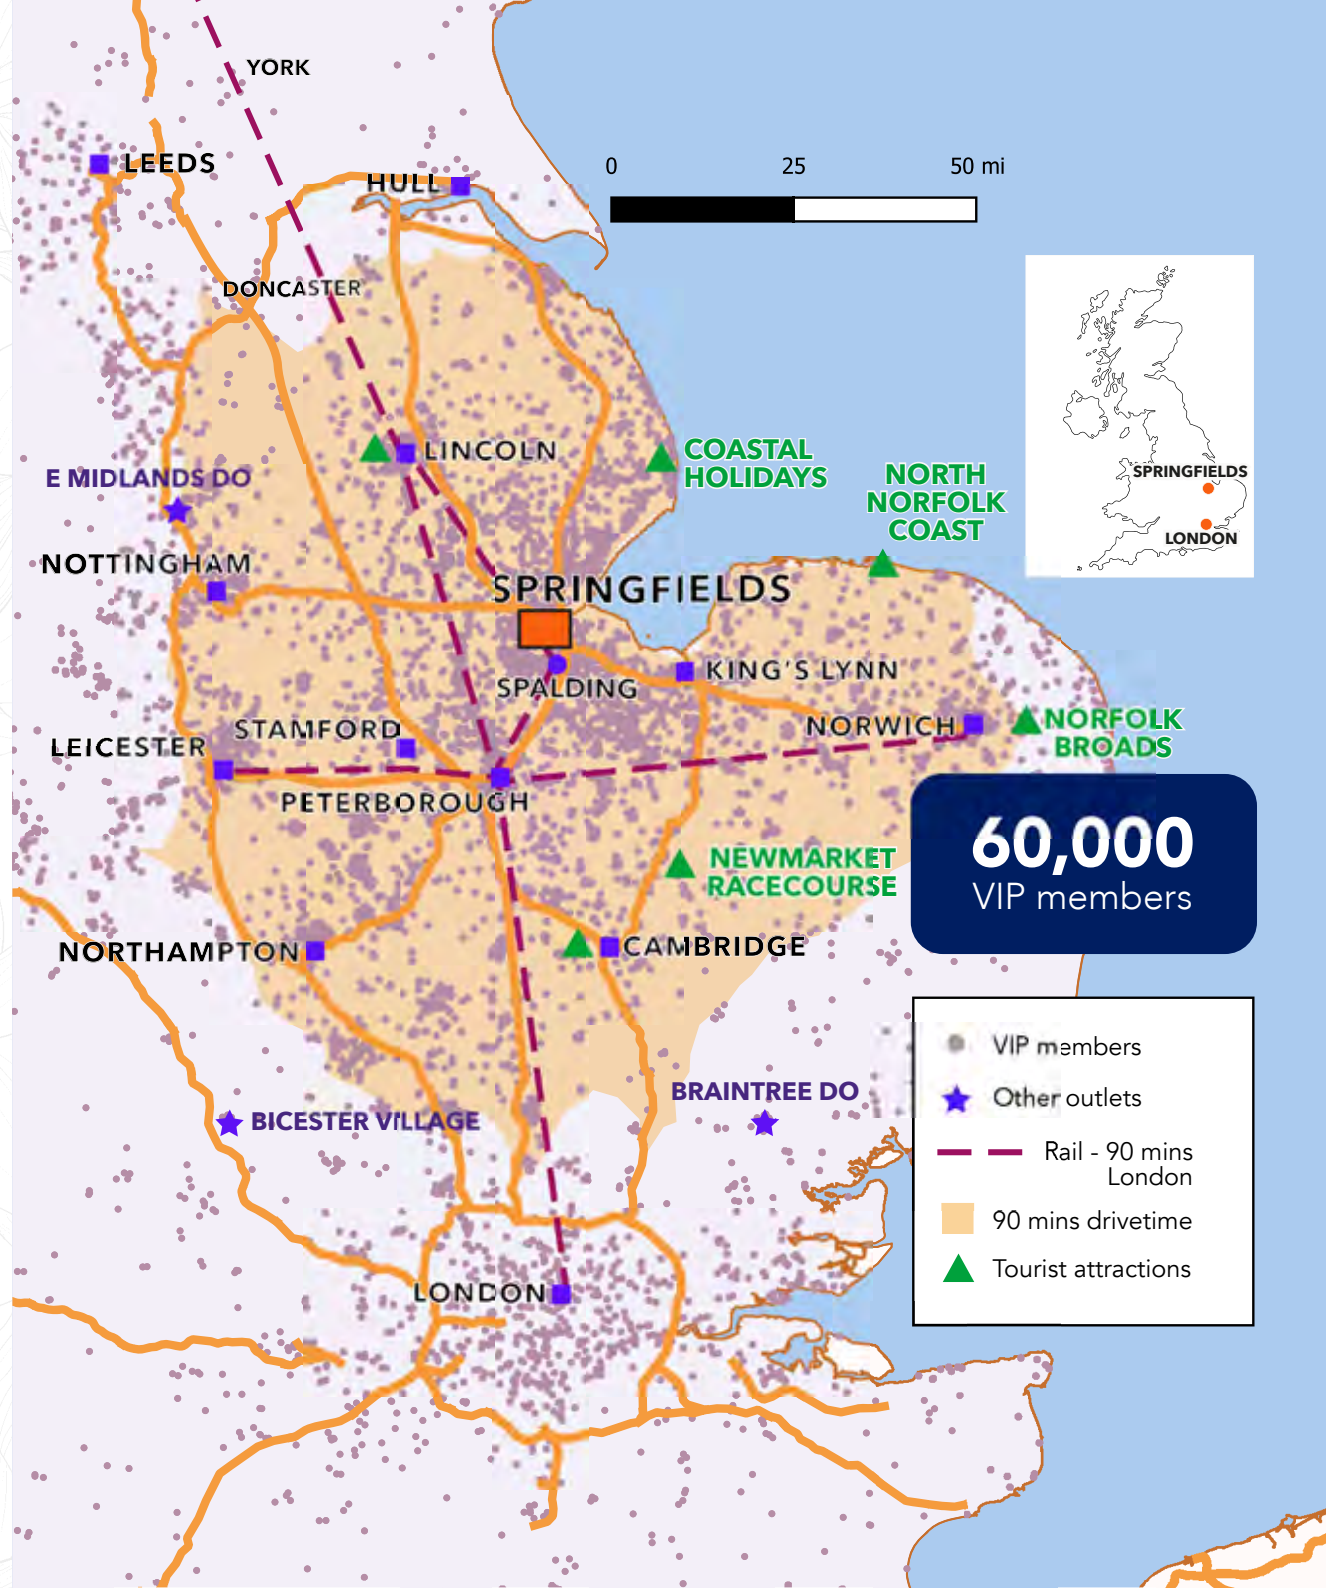 YORK
LEEDS
HULL
0 25 50 mi
DONCASTER
LINCOLN
COASTAL
HOLIDAYS
NORTH
NORFOLK
COAST
SPRINGFIELDS
LONDON
E MIDLANDS DO
NOTTINGHAM
SPRINGFIELDS
KING'S LYNN
SPALDING
STAMFORD
NORWICH
NORFOLK
BROADS
LEICESTER
PETERBOROUGH
60,000
VIP members
NEWMARKET
RACECOURSE
NORTHAMPTON
CAMBRIDGE
VIP members
Other outlets
Rail - 90 mins
London
90 mins drivetime
Tourist attractions
BRAINTREE DO
BICESTER VILLAGE
LONDON